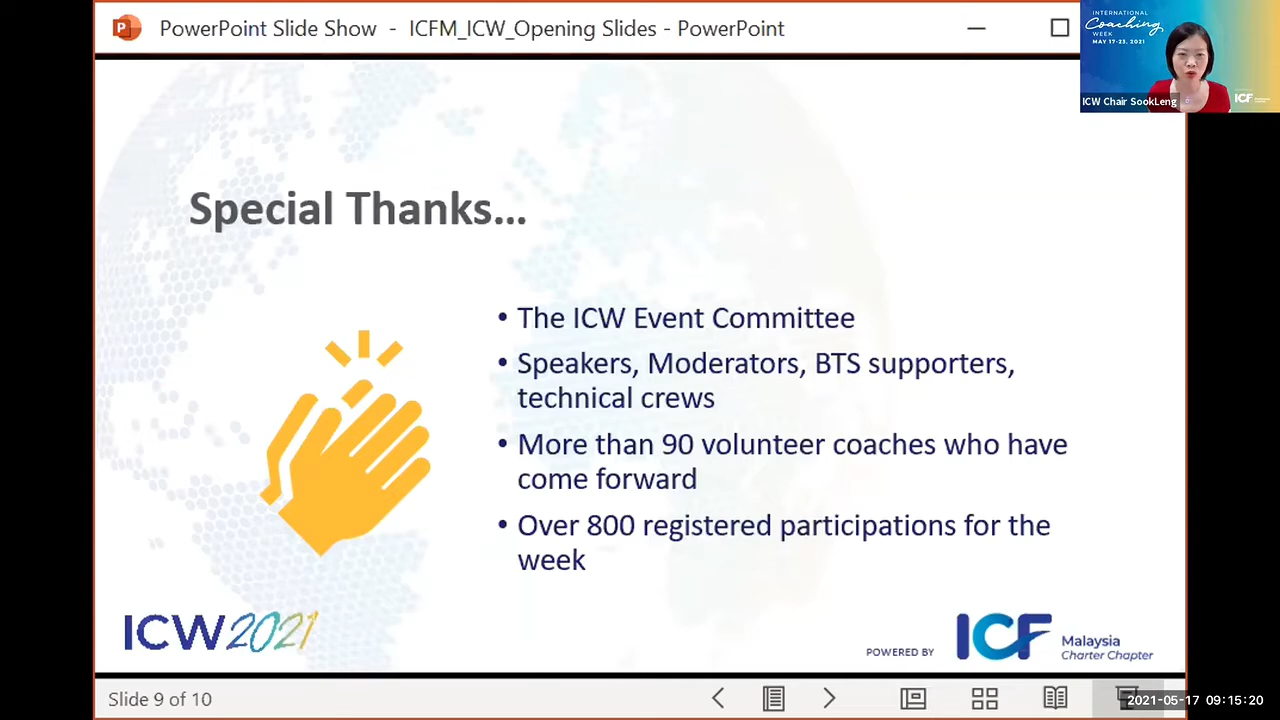 PowerPoint Slide Show - ICFM_ICW_Opening Slides - PowerPoint
INTERNATIONAL
Coaching
WEEK
MAY 17-23, 2021
ICW Chair SookLeng
ICF
Special Thanks...
• The ICW Event Committee
• Speakers, Moderators, BTS supporters,
technical crews
• More than 90 volunteer coaches who have
come forward
• Over 800 registered participations for the
week
ICW2021
POWERED BY
ICF
Malaysia
Charter Chapter
Slide 9 of 10
2021-05-17 09:15:20